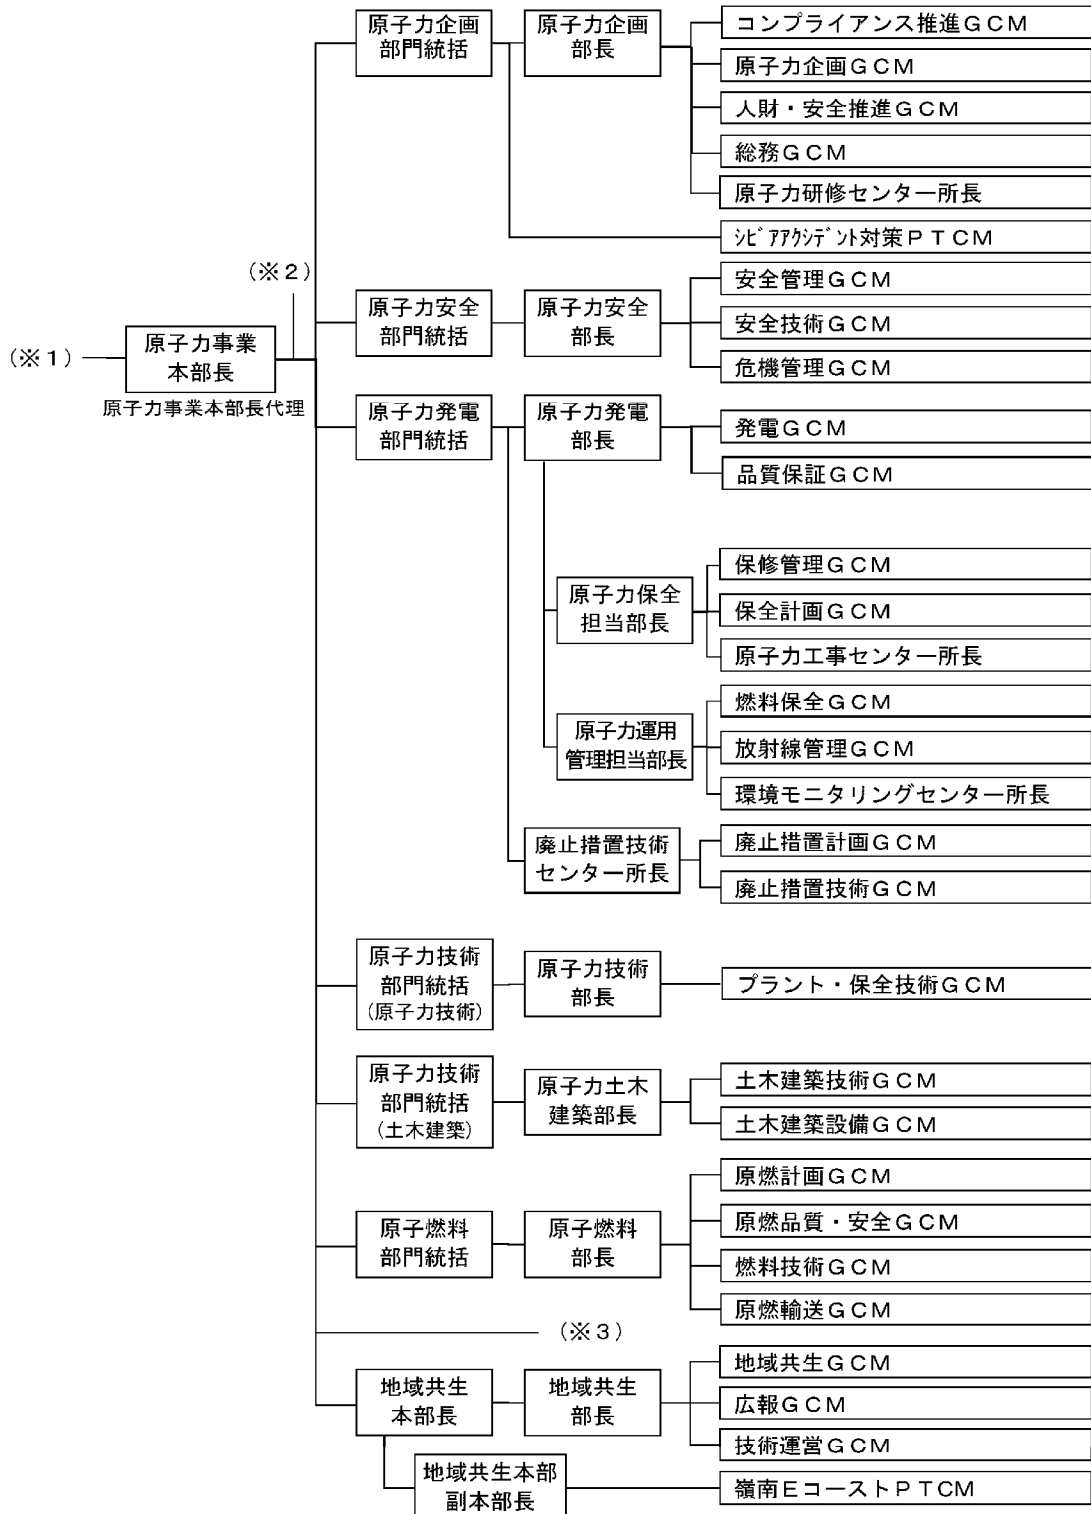 原子力企画
部門統括
原子力企画
部長
コンプライアンス推進ＧＣＭ
原子力企画ＧＣＭ
人財・安全推進ＧＣＭ
総務ＧＣＭ
原子力研修センター所長
ｼﾋﾞｱｱｸｼﾃﾞﾝﾄ対策ＰＴＣＭ
（※２）
（※１）
原子力事業
本部長
原子力事業本部長代理
原子力安全
部門統括
原子力安全
部長
安全管理ＧＣＭ
安全技術ＧＣＭ
危機管理ＧＣＭ
原子力発電
部門統括
原子力発電
部長
発電ＧＣＭ
品質保証ＧＣＭ
原子力保全
担当部長
保修管理ＧＣＭ
保全計画ＧＣＭ
原子力工事センター所長
原子力運用
管理担当部長
燃料保全ＧＣＭ
放射線管理ＧＣＭ
環境モニタリングセンター所長
廃止措置技術
センター所長
廃止措置計画ＧＣＭ
廃止措置技術ＧＣＭ
原子力技術
部門統括
（原子力技術）
原子力技術
部長
プラント・保全技術ＧＣＭ
原子力技術
部門統括
（土木建築）
原子力土木
建築部長
土木建築技術ＧＣＭ
土木建築設備ＧＣＭ
原子燃料
部門統括
原子燃料
部長
原燃計画ＧＣＭ
原燃品質・安全ＧＣＭ
燃料技術ＧＣＭ
原燃輸送ＧＣＭ
（※３）
地域共生
本部長
地域共生
部長
地域共生ＧＣＭ
広報ＧＣＭ
技術運営ＧＣＭ
地域共生本部
副本部長
嶺南ＥコーストＰＴＣＭ